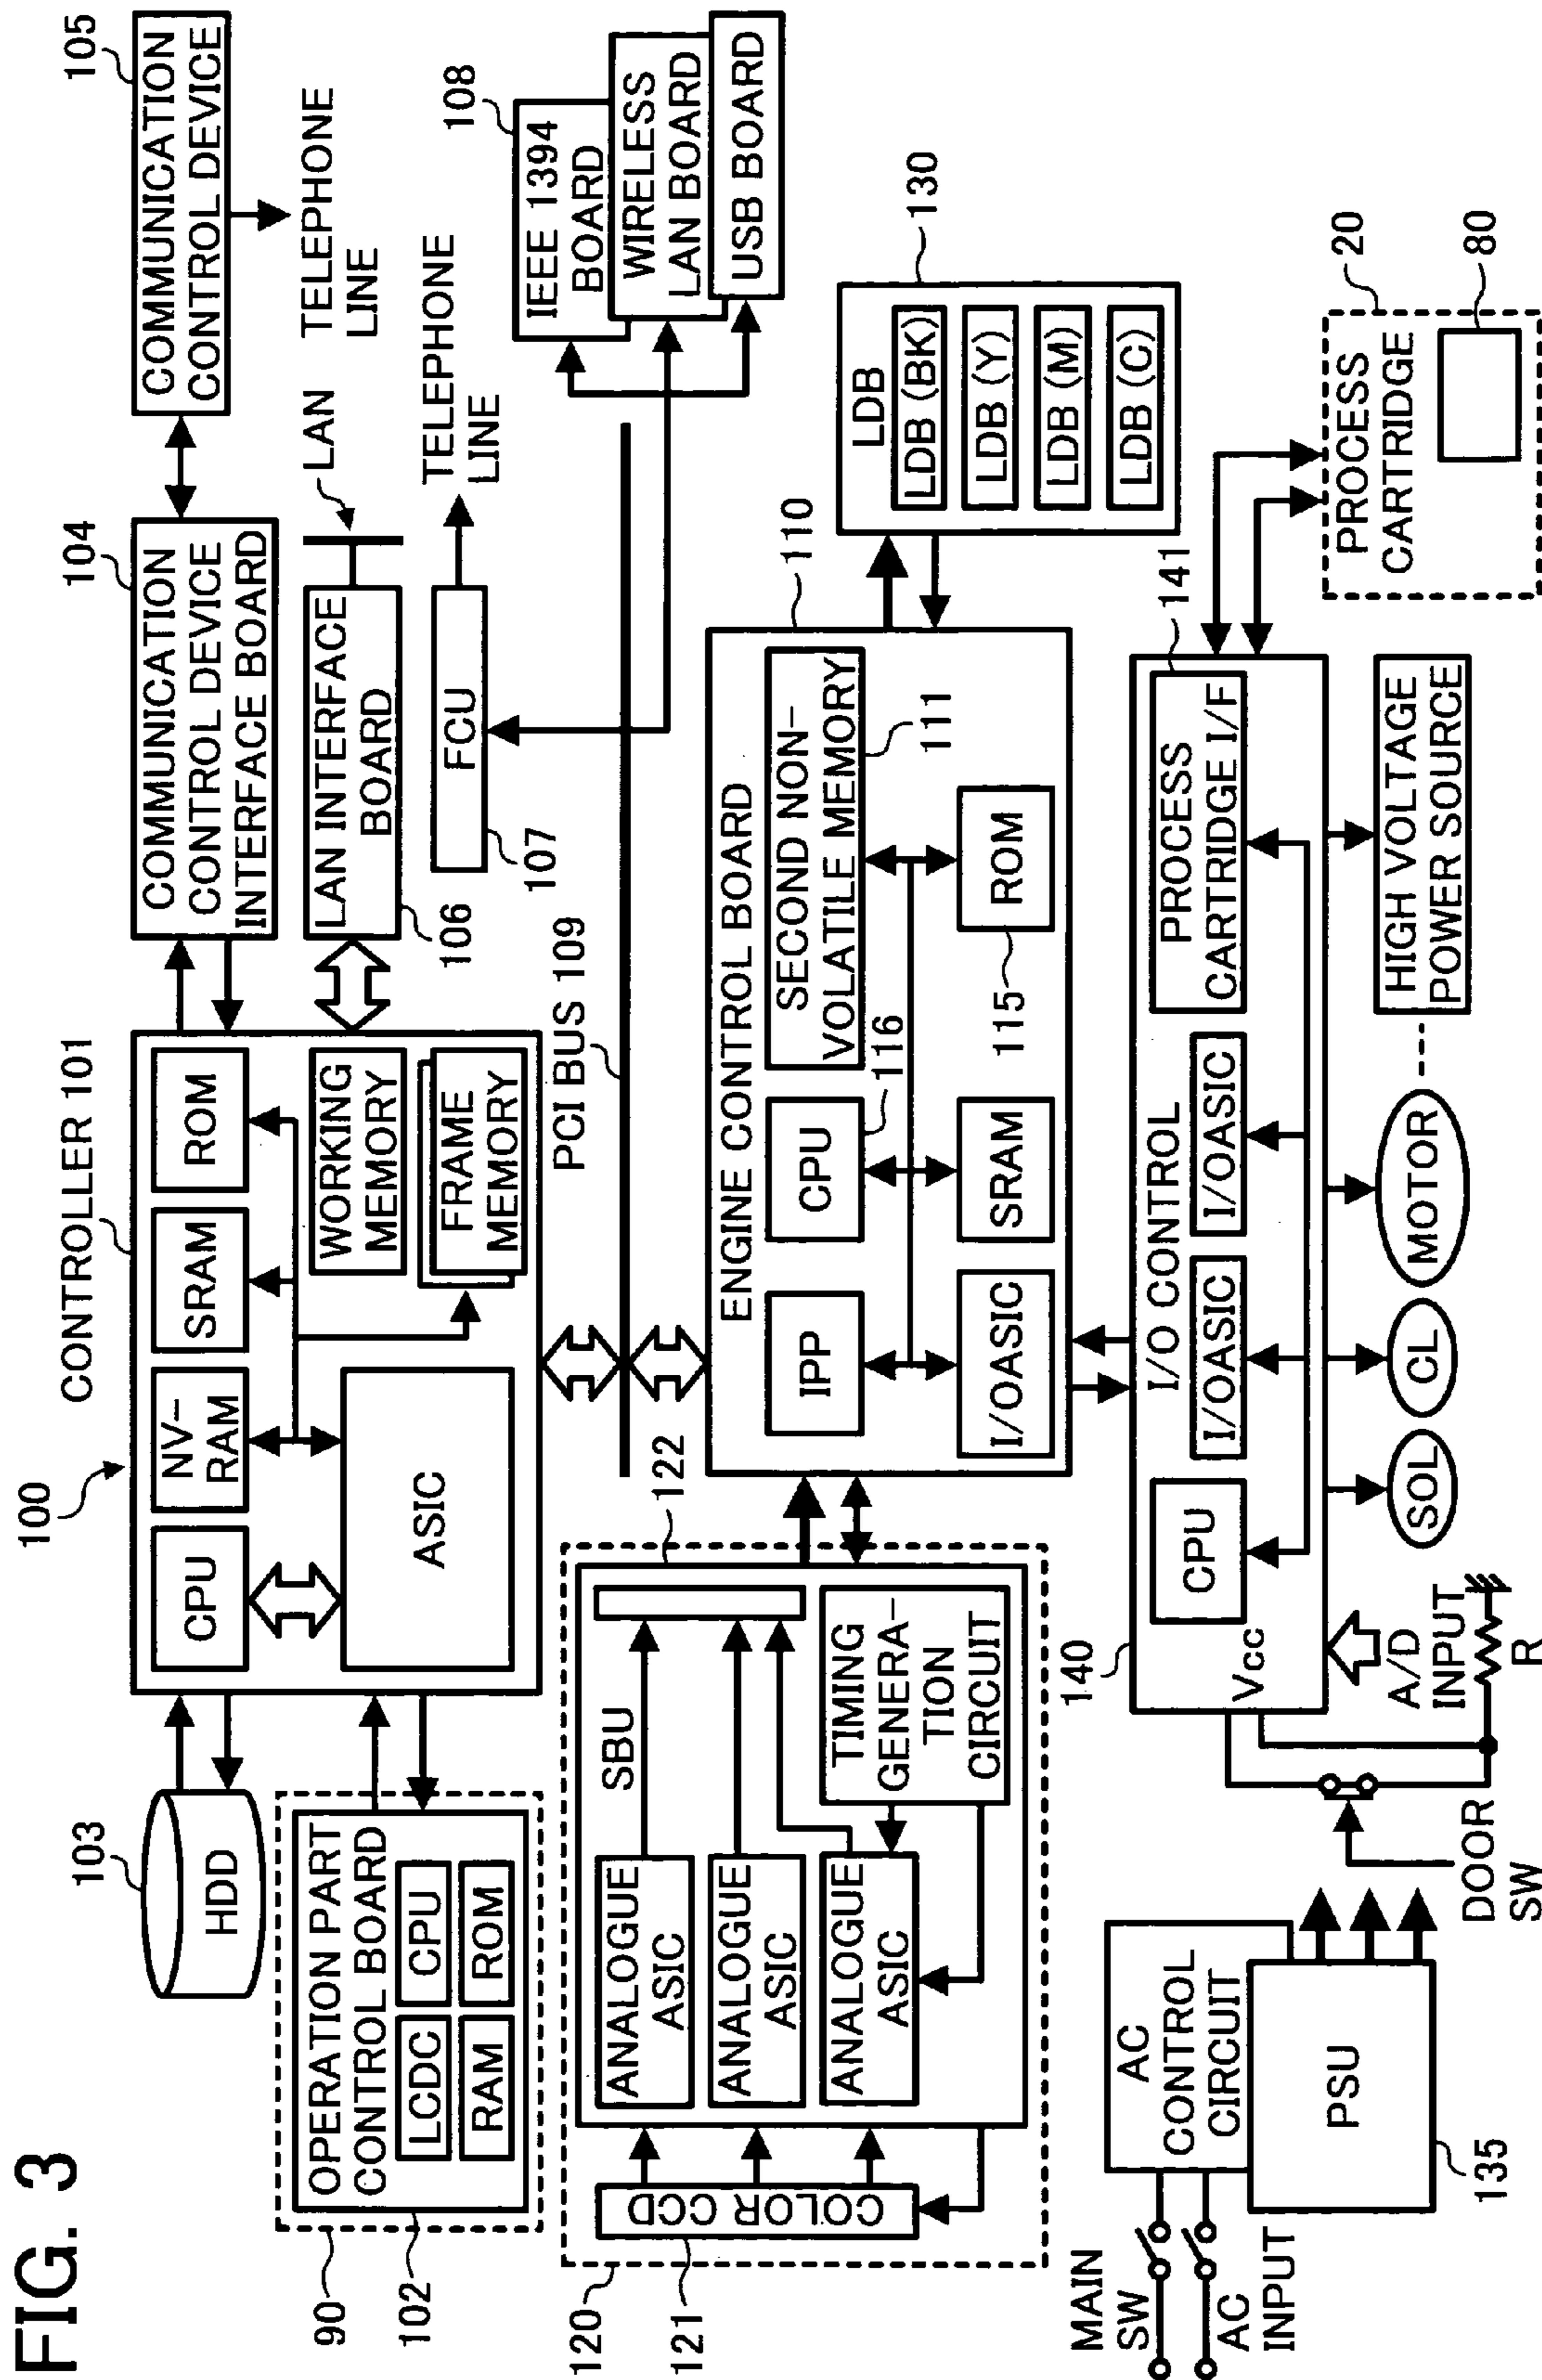 FIG. 3
100
CONTROLLER 101
103
HDD
CPU
NV-
RAM
SRAM
ROM
ASIC
WORKING
MEMORY
FRAME
MEMORY
104
COMMUNICATION
CONTROL DEVICE
INTERFACE BOARD
105
COMMUNICATION
CONTROL DEVICE
TELEPHONE
LINE
LAN INTERFACE
BOARD
106
LAN
FCU
107
TELEPHONE
LINE
108
IEEE 1394
BOARD
WIRELESS
LAN BOARD
USB BOARD
90
102
OPERATION PART
CONTROL BOARD
LCDC
CPU
RAM
ROM
PCI BUS 109
120
121
COLOR CCD
122
SBU
ANALOGUE
ASIC
ANALOGUE
ASIC
ANALOGUE
ASIC
TIMING
GENERA-
TION
CIRCUIT
110
ENGINE CONTROL BOARD
IPP
CPU
116
SECOND NON-
VOLATILE MEMORY
111
I/OASIC
SRAM
ROM
115
130
LDB
LDB (BK)
LDB (Y)
LDB (M)
LDB (C)
MAIN
SW
AC
INPUT
AC
CONTROL
CIRCUIT
PSU
135
DOOR
SW
140
Vcc
A/D
INPUT
R
I/O CONTROL
CPU
I/OASIC
I/OASIC
PROCESS
CARTRIDGE I/F
141
SOL
CL
MOTOR
HIGH VOLTAGE
POWER SOURCE
PROCESS
CARTRIDGE
20
80